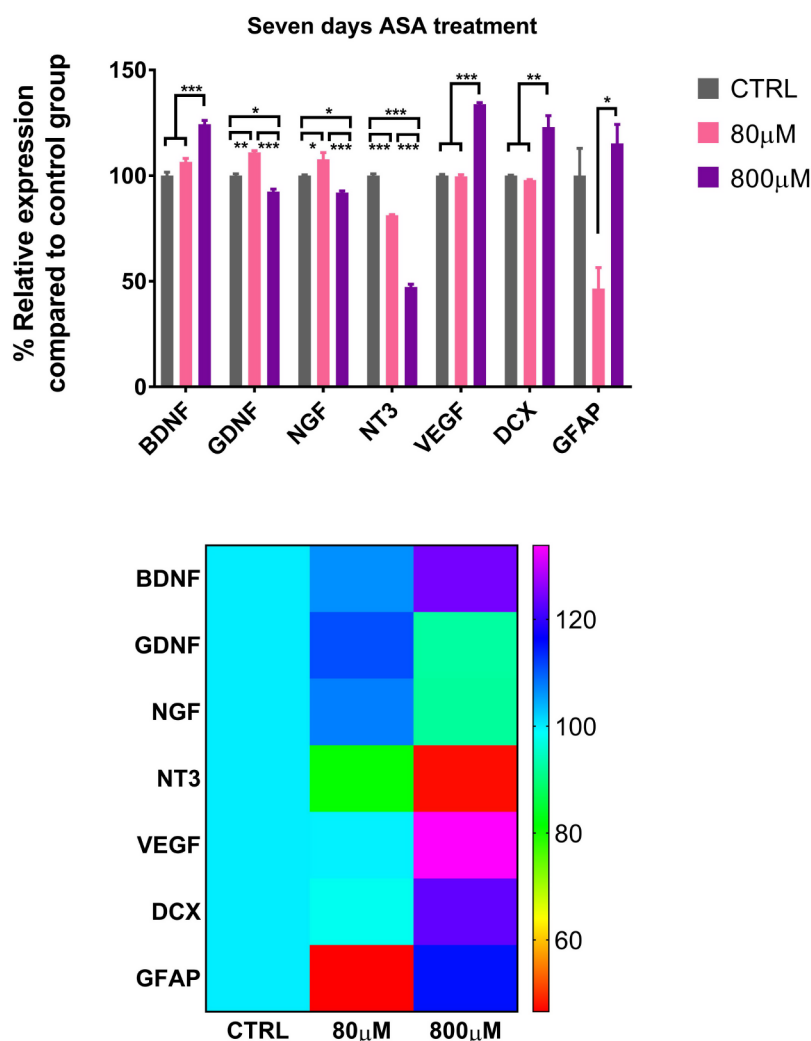 Seven days ASA treatment
% Relative expression
compared to control group
150
100
50
0
***
*
** ***
*
* ***
***
*** ***
***
**
*
CTRL
80µM
800µM
BDNF
GDNF
NGF
NT3
VEGF
DCX
GFAP
BDNF
GDNF
NGF
NT3
VEGF
DCX
GFAP
CTRL 80µM 800µM
120
100
80
60